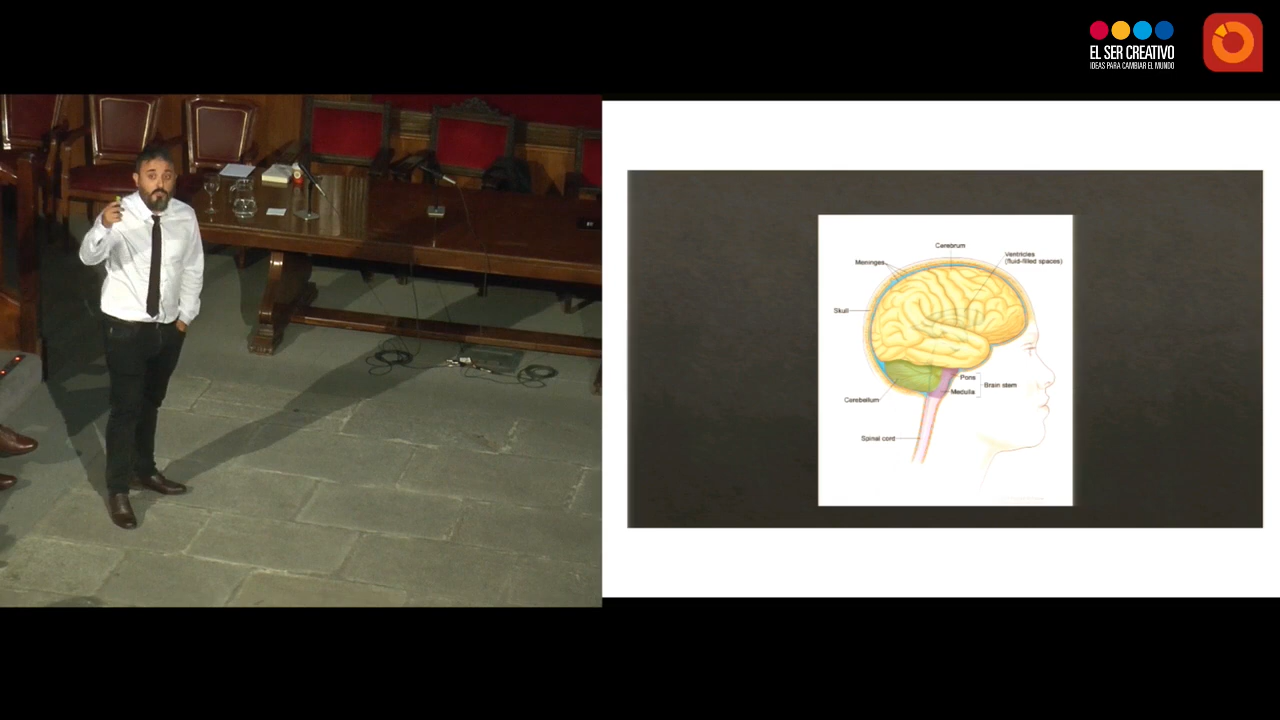 EL SER CREATIVO
IDEAS PARA CAMBIAR EL MUNDO
Cerebrum
Ventricles
(fluid-filled spaces)
Meninges
Skull
Pons
Brain stem
Medulla
Cerebellum
Spinal cord